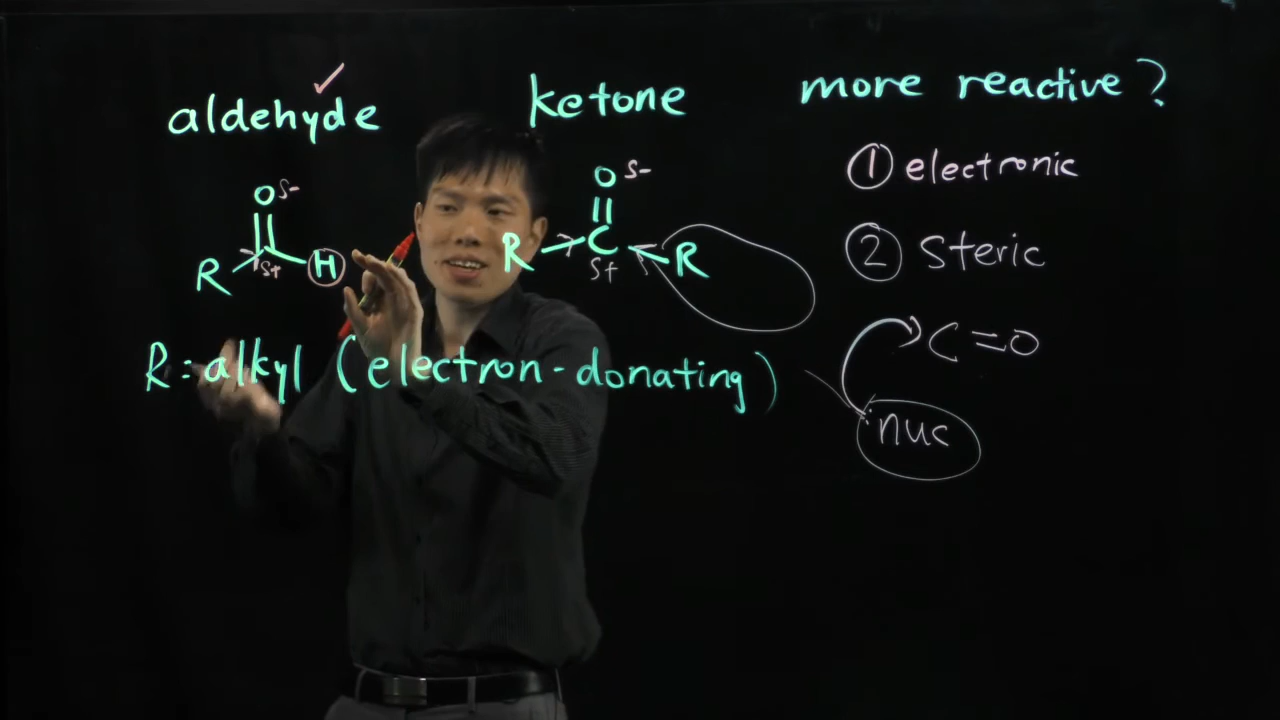 aldehyde ketone more reactive?
① electronic
② Steric
O δ- O δ-
R δ+ H R C δ+ R
C=O
R: alkyl (electron-donating)
:nuc